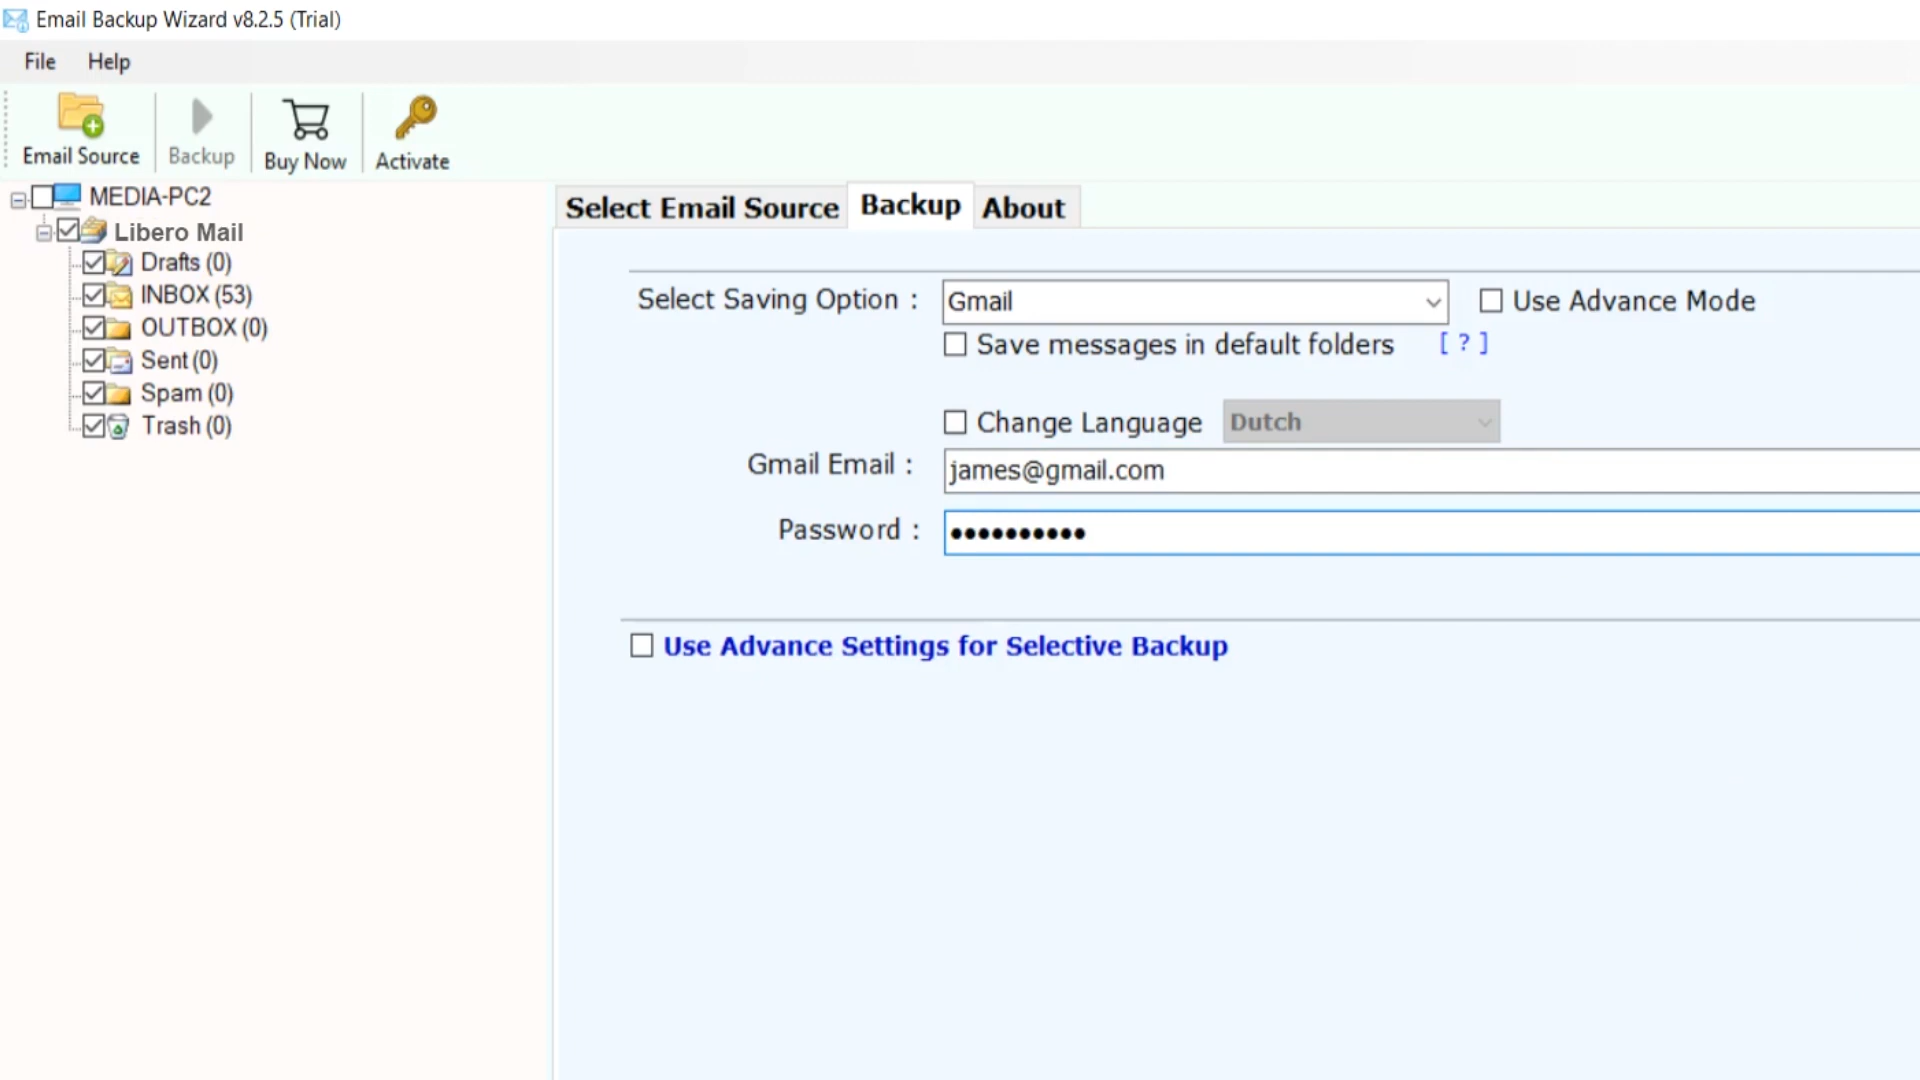 Email Backup Wizard v8.2.5 (Trial)
File Help
Email Source Backup Buy Now Activate
MEDIA-PC2
Libero Mail
Drafts (0)
INBOX (53)
OUTBOX (0)
Sent (0)
Spam (0)
Trash (0)
Select Email Source Backup About
Select Saving Option : Gmail Use Advance Mode
Save messages in default folders [ ? ]
Change Language Dutch
Gmail Email : james@gmail.com
Password : ••••••••••
Use Advance Settings for Selective Backup